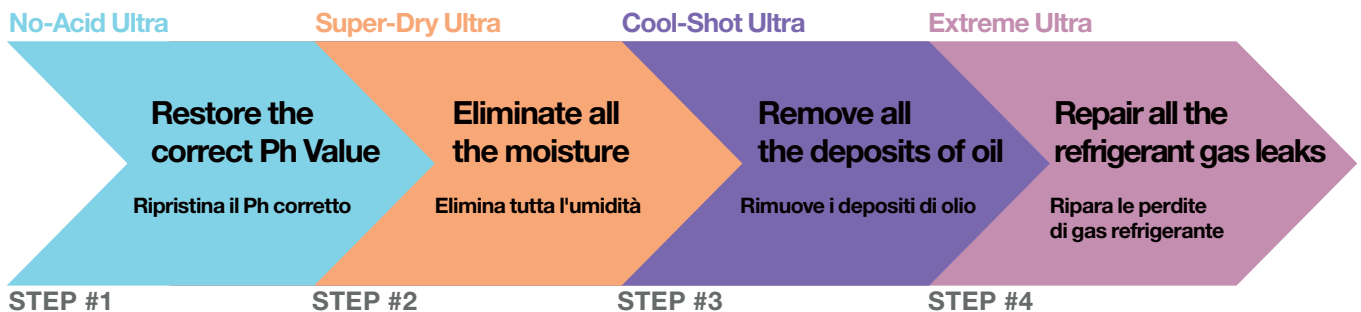 No-Acid Ultra
Super-Dry Ultra
Cool-Shot Ultra
Extreme Ultra
Restore the
correct Ph Value
Ripristina il Ph corretto
Eliminate all
the moisture
Elimina tutta l'umidità
Remove all
the deposits of oil
Rimuove i depositi di olio
Repair all the
refrigerant gas leaks
Ripara le perdite
di gas refrigerante
STEP #1
STEP #2
STEP #3
STEP #4